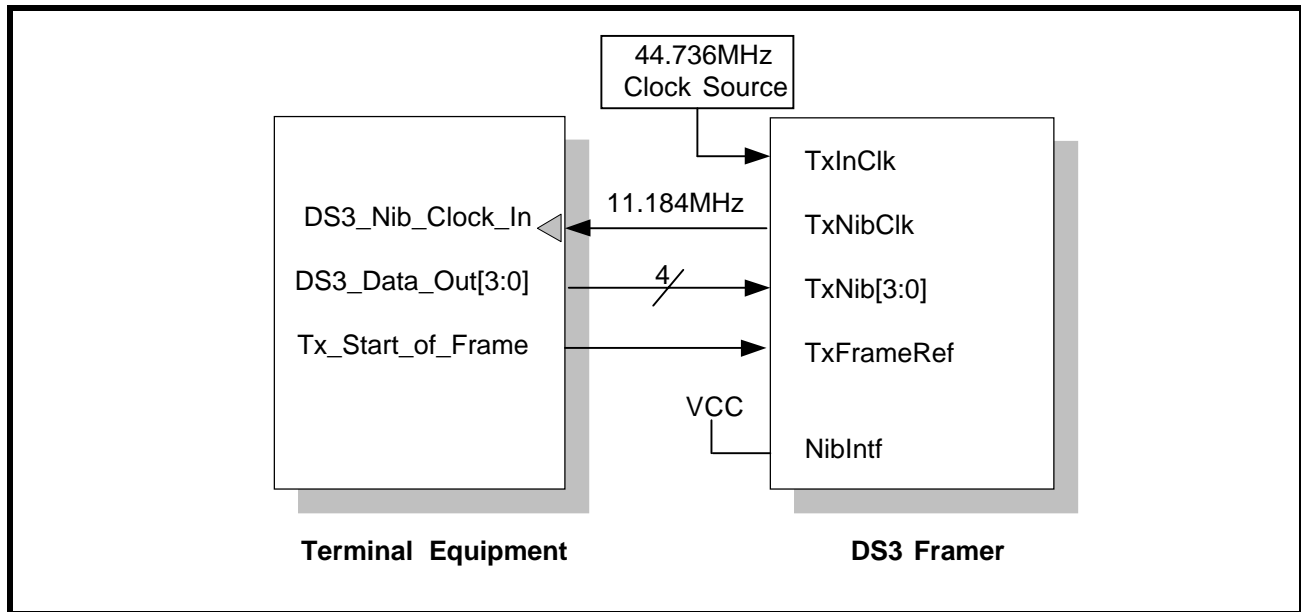 44.736MHz
Clock Source
TxInClk
DS3_Nib_Clock_In
11.184MHz
TxNibClk
DS3_Data_Out[3:0]
4
TxNib[3:0]
Tx_Start_of_Frame
TxFrameRef
VCC
NibIntf
Terminal Equipment
DS3 Framer